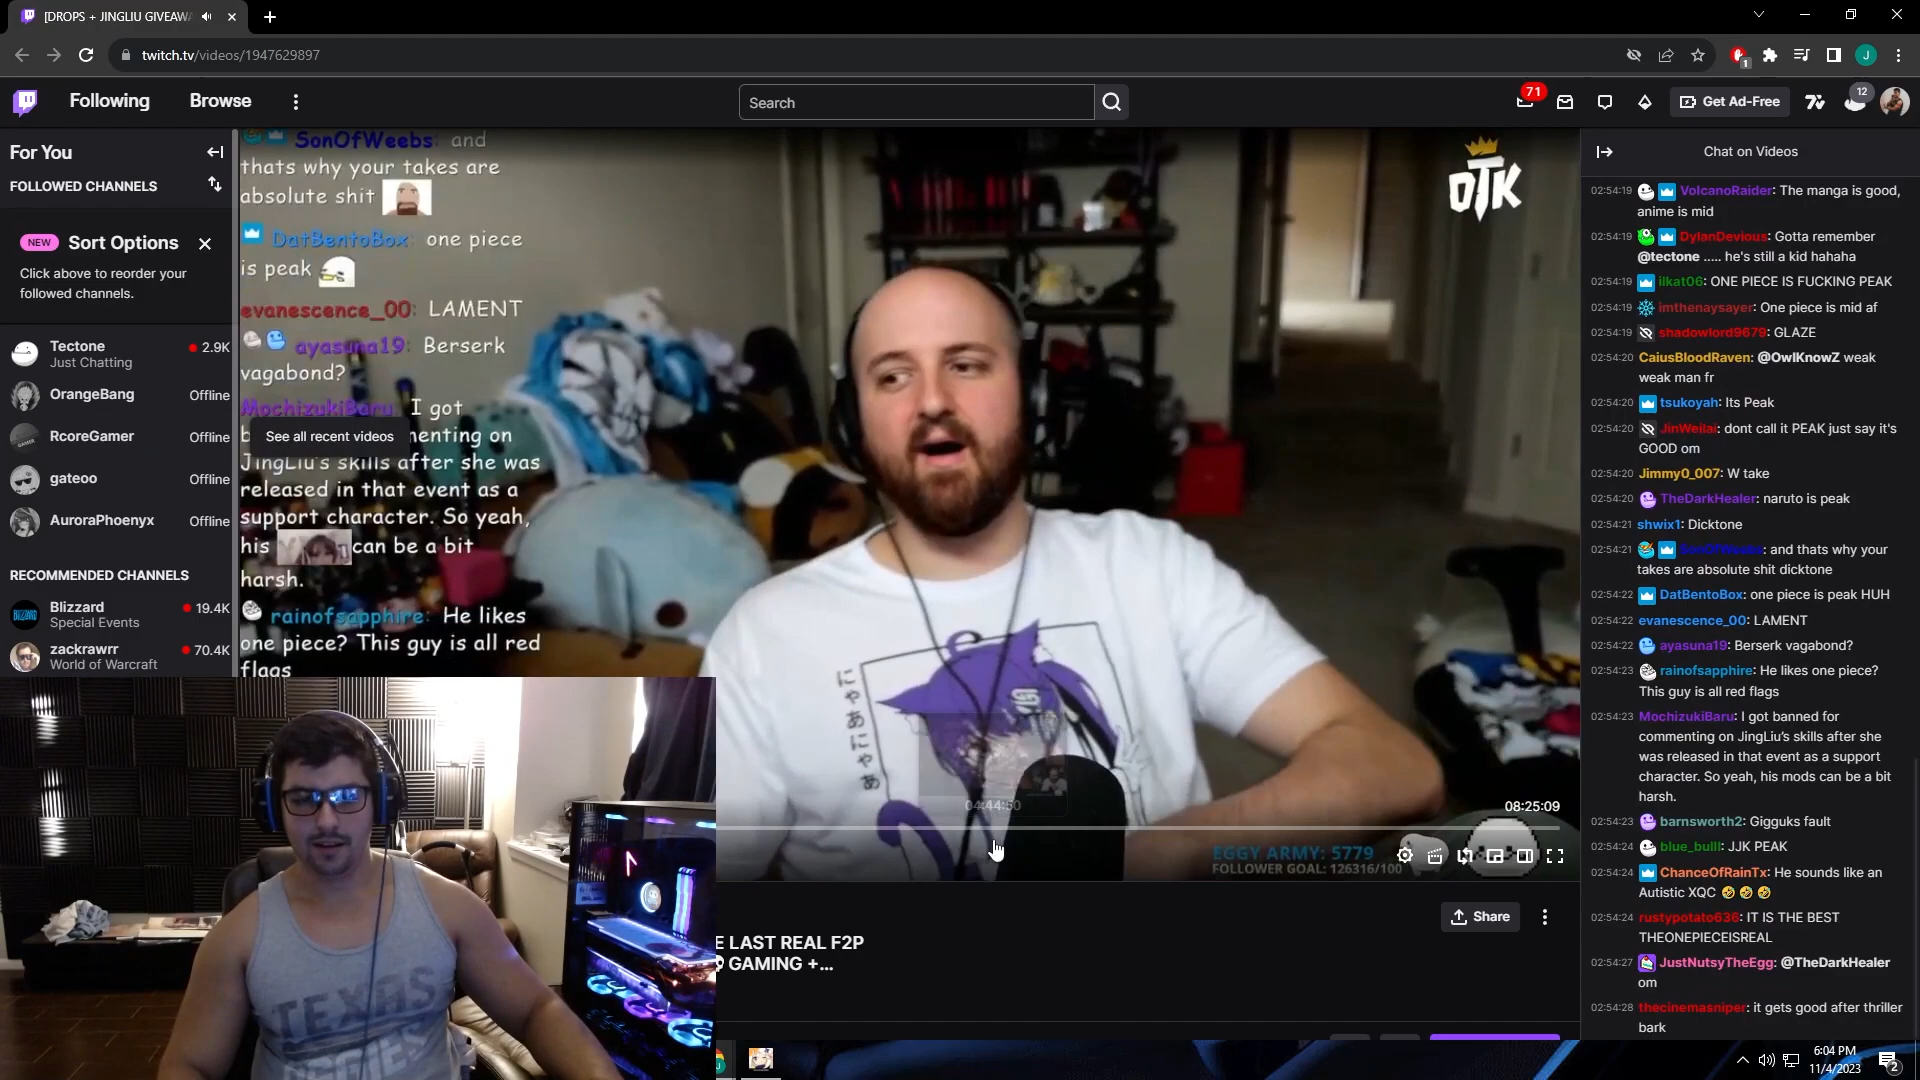 [DROPS + JINGLIU GIVEAWA
twitch.tv/videos/1947629897
1
J
Following
Browse
Search
71
Get Ad-Free
12
For You
FOLLOWED CHANNELS
NEW Sort Options
Click above to reorder your
followed channels.
Tectone
Just Chatting
2.9K
OrangeBang
Offline
RcoreGamer
Offline
gateoo
Offline
AuroraPhoenyx
Offline
RECOMMENDED CHANNELS
Blizzard
Special Events
19.4K
zackrawrr
World of Warcraft
70.4K
SonOfWeebs: and
thats why your takes are
absolute shit
DatBentoBox: one piece
is peak
evanescence_00: LAMENT
ayasuna19: Berserk
vagabond?
MochizukiBaru: I got
See all recent videos
menting on
JingLiu's skills after she was
released in that event as a
support character. So yeah,
his can be a bit
harsh.
rainofsapphire: He likes
one piece? This guy is all red
flags
OTK
にゃあにゃあ
04:44:50
08:25:09
EGGY ARMY: 5779
FOLLOWER GOAL: 126316/100
Share
E LAST REAL F2P
GAMING +...
TEXAS
Chat on Videos
02:54:19 VolcanoRaider: The manga is good,
anime is mid
02:54:19 DylanDevious: Gotta remember
@tectone ..... he's still a kid hahaha
02:54:19 ilkat06: ONE PIECE IS FUCKING PEAK
02:54:19 imthenaysayer: One piece is mid af
02:54:19 shadowlord9679: GLAZE
02:54:20 CaiusBloodRaven: @OwlKnowZ weak
weak man fr
02:54:20 tsukoyah: Its Peak
02:54:20 JinWeilai: dont call it PEAK just say it's
GOOD om
02:54:20 Jimmy0_007: W take
02:54:20 TheDarkHealer: naruto is peak
02:54:21 shwix1: Dicktone
02:54:21 SonOfWeebs: and thats why your
takes are absolute shit dicktone
02:54:22 DatBentoBox: one piece is peak HUH
02:54:22 evanescence_00: LAMENT
02:54:22 ayasuna19: Berserk vagabond?
02:54:23 rainofsapphire: He likes one piece?
This guy is all red flags
02:54:23 MochizukiBaru: I got banned for
commenting on JingLiu's skills after she
was released in that event as a support
character. So yeah, his mods can be a bit
harsh.
02:54:23 barnsworth2: Gigguks fault
02:54:24 blue_bulll: JJK PEAK
02:54:24 ChanceOfRainTx: He sounds like an
Autistic XQC 🤣 🤣 🤣
02:54:24 rustypotato636: IT IS THE BEST
THEONEPIECEISREAL
02:54:27 JustNutsyTheEgg: @TheDarkHealer
om
02:54:28 thecinemasniper: it gets good after thriller
bark
6:04 PM
11/4/2023
2